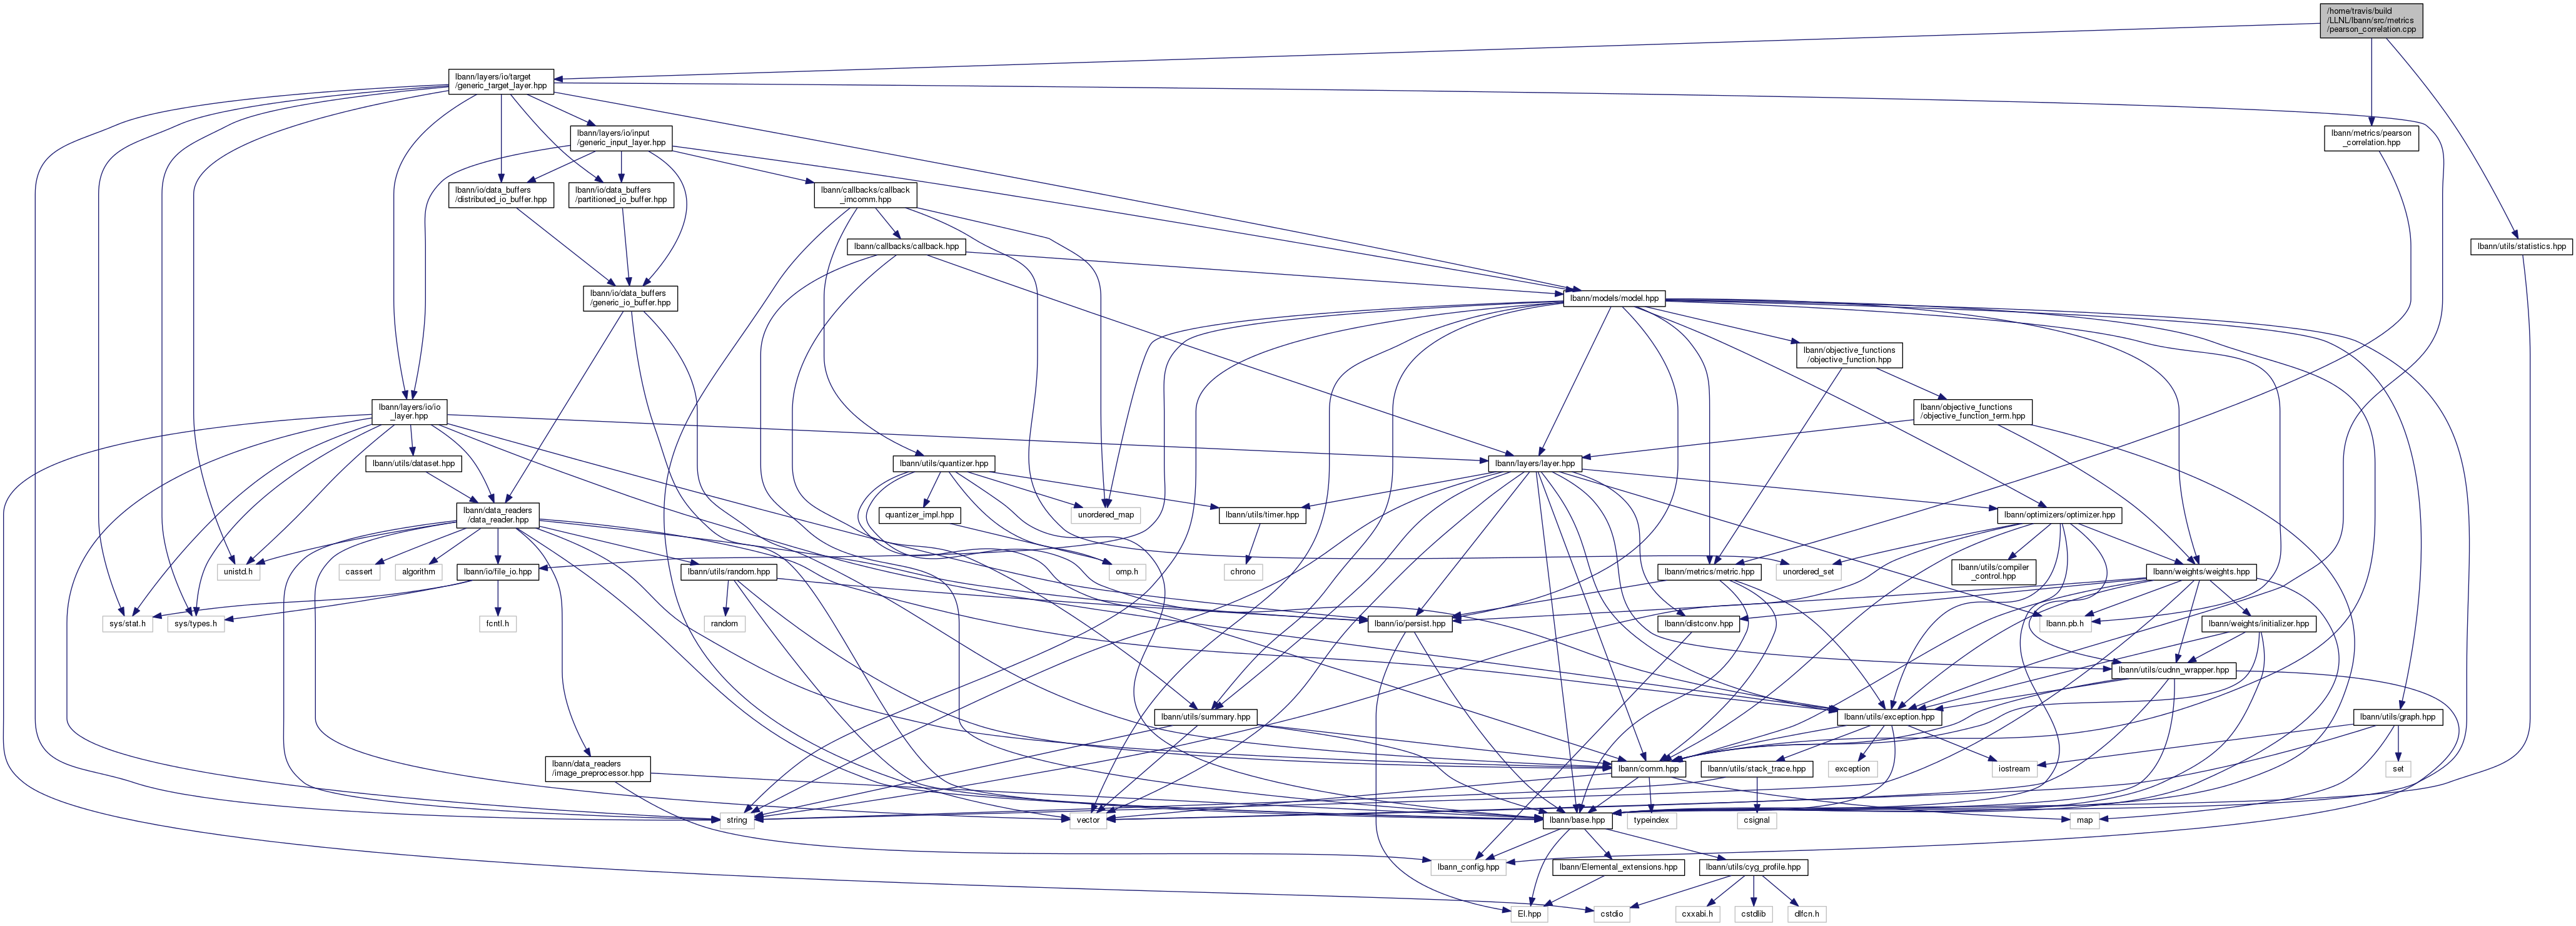 /home/travis/build
/LLNL/lbann/src/metrics
/pearson_correlation.cpp
lbann/layers/io/target
/generic_target_layer.hpp
lbann/layers/io/input
/generic_input_layer.hpp
lbann/metrics/pearson
_correlation.hpp
lbann/io/data_buffers
/distributed_io_buffer.hpp
lbann/io/data_buffers
/partitioned_io_buffer.hpp
lbann/callbacks/callback
_imcomm.hpp
lbann/callbacks/callback.hpp
lbann/utils/statistics.hpp
lbann/io/data_buffers
/generic_io_buffer.hpp
lbann/models/model.hpp
lbann/objective_functions
/objective_function.hpp
lbann/layers/io/io
_layer.hpp
lbann/objective_functions
/objective_function_term.hpp
lbann/utils/dataset.hpp
lbann/utils/quantizer.hpp
lbann/layers/layer.hpp
lbann/data_readers
/data_reader.hpp
quantizer_impl.hpp
unordered_map
lbann/utils/timer.hpp
lbann/optimizers/optimizer.hpp
unistd.h
cassert
algorithm
lbann/io/file_io.hpp
lbann/utils/random.hpp
omp.h
chrono
lbann/metrics/metric.hpp
unordered_set
lbann/utils/compiler
_control.hpp
lbann/weights/weights.hpp
sys/stat.h
sys/types.h
fcntl.h
random
lbann/io/persist.hpp
lbann/distconv.hpp
lbann.pb.h
lbann/weights/initializer.hpp
lbann/utils/cudnn_wrapper.hpp
lbann/utils/summary.hpp
lbann/utils/exception.hpp
lbann/utils/graph.hpp
lbann/data_readers
/image_preprocessor.hpp
lbann/comm.hpp
lbann/utils/stack_trace.hpp
exception
iostream
set
string
vector
lbann/base.hpp
typeindex
csignal
map
lbann_config.hpp
lbann/Elemental_extensions.hpp
lbann/utils/cyg_profile.hpp
El.hpp
cstdio
cxxabi.h
cstdlib
dlfcn.h